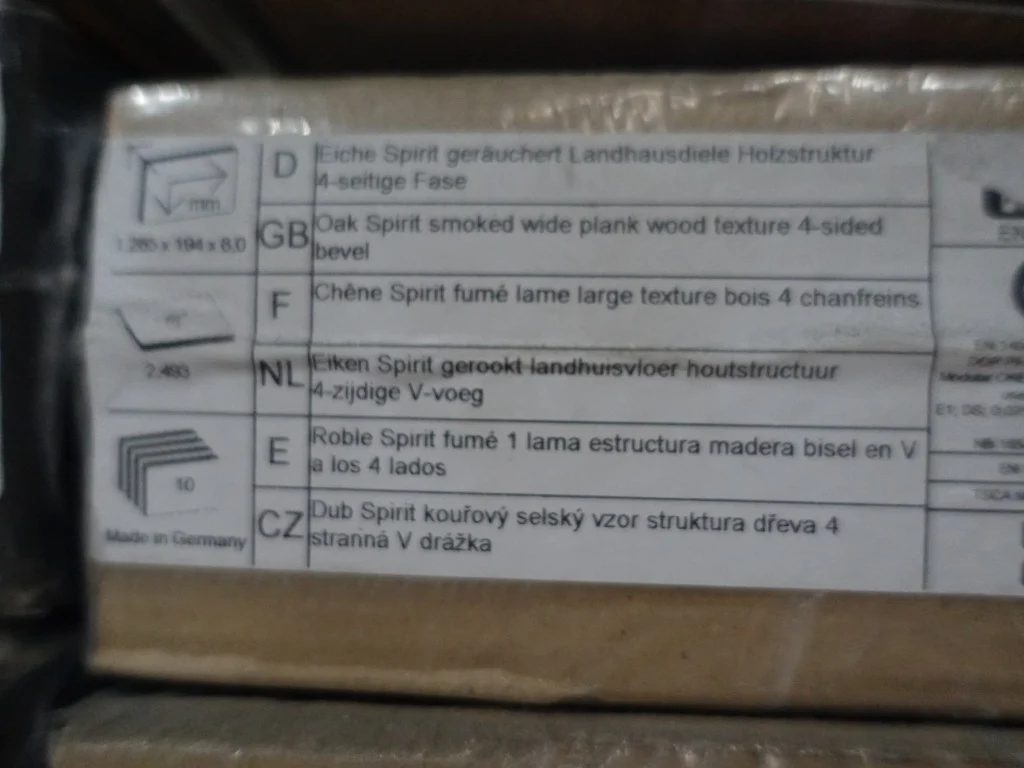 mm
1.285 x 194 x 8,0
m²
2.493
10
Made in Germany
D
Eiche Spirit geräuchert Landhausdiele Holzstruktur
4-seitige Fase
GB
Oak Spirit smoked wide plank wood texture 4-sided
bevel
F
Chêne Spirit fumé lame large texture bois 4 chanfreins
NL
Eiken Spirit gerookt landhuisvloer houtstructuur
4-zijdige V-voeg
E
Roble Spirit fumé 1 lama estructura madera bisel en V
a los 4 lados
CZ
Dub Spirit kouřový selský vzor struktura dřeva 4
stranná V drážka